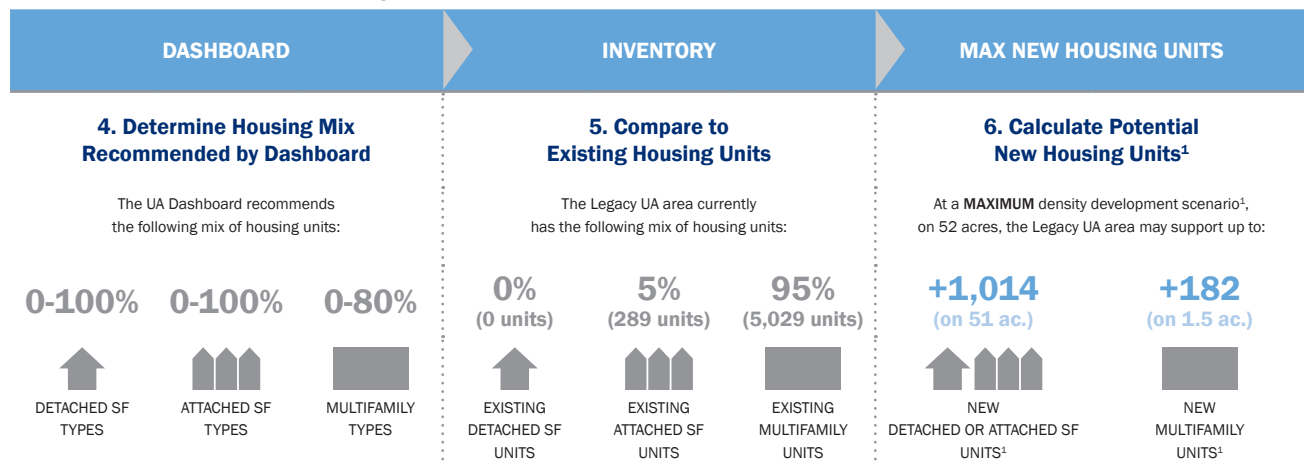 DASHBOARD
INVENTORY
MAX NEW HOUSING UNITS
4. Determine Housing Mix
Recommended by Dashboard
The UA Dashboard recommends
the following mix of housing units:
0-100% 0-100% 0-80%
DETACHED SF
TYPES
ATTACHED SF
TYPES
MULTIFAMILY
TYPES
5. Compare to
Existing Housing Units
The Legacy UA area currently
has the following mix of housing units:
0% 5% 95%
(0 units) (289 units) (5,029 units)
EXISTING
DETACHED SF
UNITS
EXISTING
ATTACHED SF
UNITS
EXISTING
MULTIFAMILY
UNITS
6. Calculate Potential
New Housing Units¹
At a MAXIMUM density development scenario¹,
on 52 acres, the Legacy UA area may support up to:
+1,014 +182
(on 51 ac.) (on 1.5 ac.)
NEW
DETACHED OR ATTACHED SF
UNITS¹
NEW
MULTIFAMILY
UNITS¹